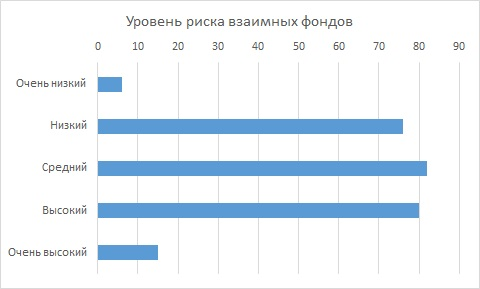 Уровень риска взаимных фондов
0 10 20 30 40 50 60 70 80 90
Очень низкий
Низкий
Средний
Высокий
Очень высокий